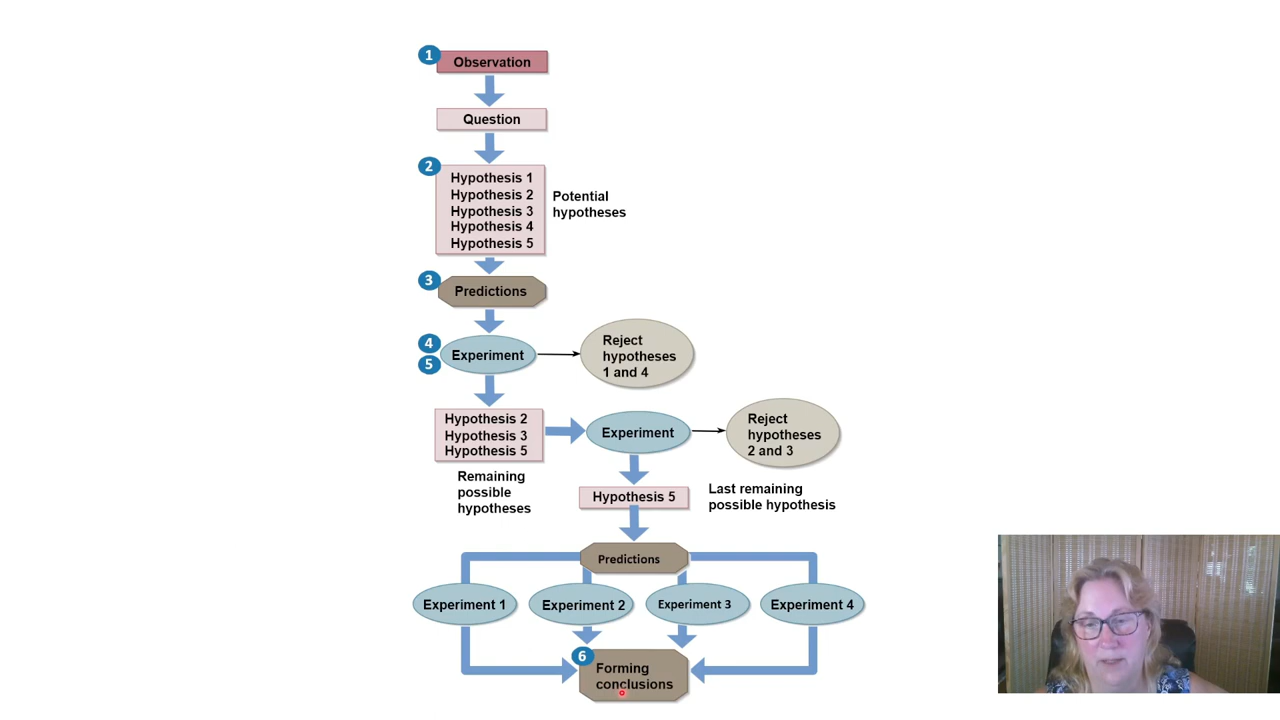 1
Observation
Question
2
Hypothesis 1
Hypothesis 2
Hypothesis 3
Hypothesis 4
Hypothesis 5
Potential
hypotheses
3
Predictions
4
5
Experiment
Reject
hypotheses
1 and 4
Hypothesis 2
Hypothesis 3
Hypothesis 5
Remaining
possible
hypotheses
Experiment
Reject
hypotheses
2 and 3
Hypothesis 5
Last remaining
possible hypothesis
Predictions
Experiment 1
Experiment 2
Experiment 3
Experiment 4
6
Forming
conclusions